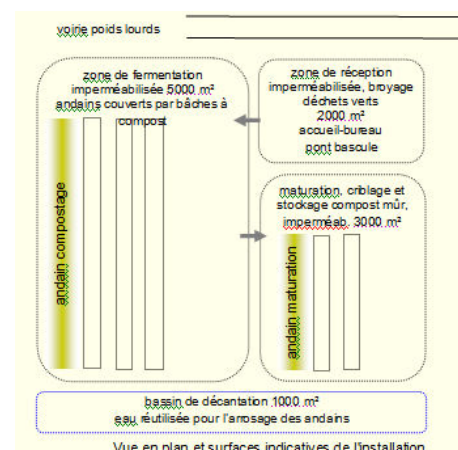 voirie poids lourds
zone de fermentation
imperméabilisée 5000 m²
andains couverts par bâches à
compost
zone de réception
imperméabilisée, broyage
déchets verts
2000 m²
accueil-bureau
pont bascule
andain compostage
maturation, criblage et
stockage compost mûr,
imperméab. 3000 m²
andain maturation
bassin de décantation 1000 m²
eau réutilisée pour l'arrosage des andains
Vue en plan et surfaces indicatives de l'installation